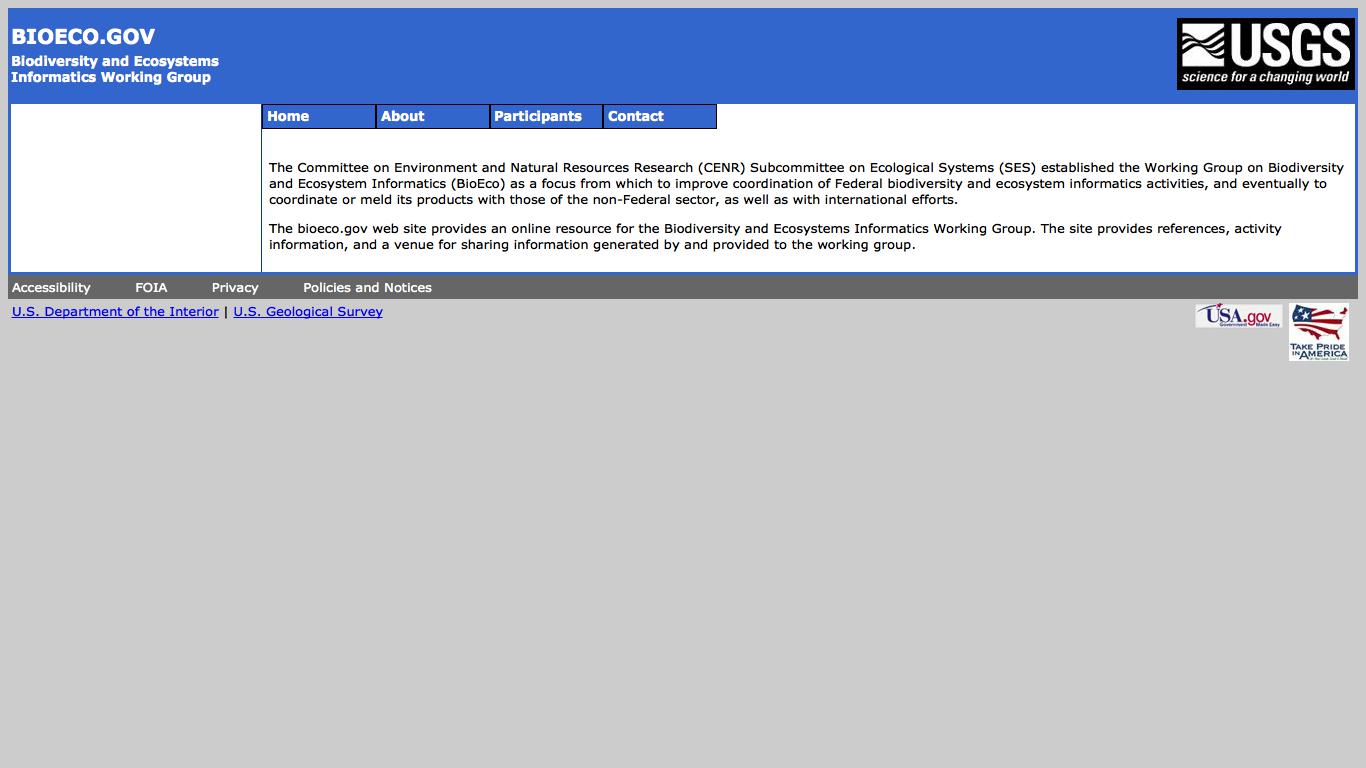 BIOECO.GOV
Biodiversity and Ecosystems
Informatics Working Group
USGS
science for a changing world
Home
About
Participants
Contact
The Committee on Environment and Natural Resources Research (CENR) Subcommittee on Ecological Systems (SES) established the Working Group on Biodiversity
and Ecosystem Informatics (BioEco) as a focus from which to improve coordination of Federal biodiversity and ecosystem informatics activities, and eventually to
coordinate or meld its products with those of the non-Federal sector, as well as with international efforts.
The bioeco.gov web site provides an online resource for the Biodiversity and Ecosystems Informatics Working Group. The site provides references, activity
information, and a venue for sharing information generated by and provided to the working group.
Accessibility
FOIA
Privacy
Policies and Notices
U.S. Department of the Interior | U.S. Geological Survey
USA.gov
Government Made Easy
TAKE PRIDE
IN AMERICA